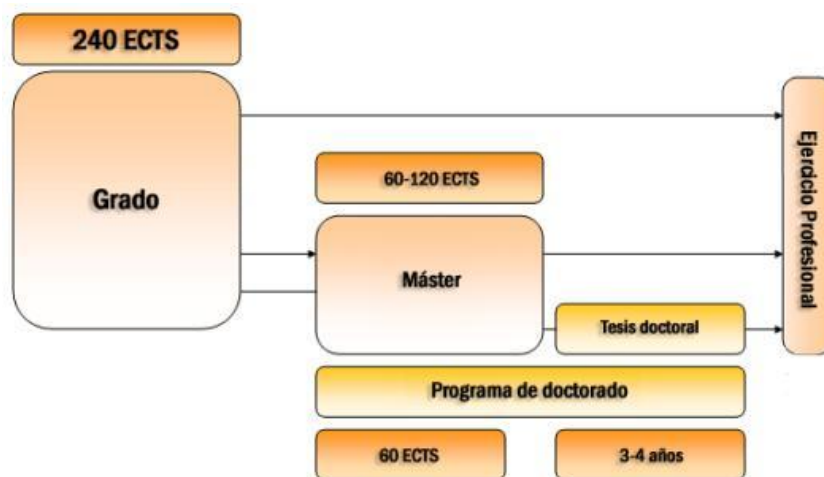 240 ECTS
Grado
60-120 ECTS
Máster
Tesis doctoral
Ejercicio Profesional
Programa de doctorado
60 ECTS
3-4 años